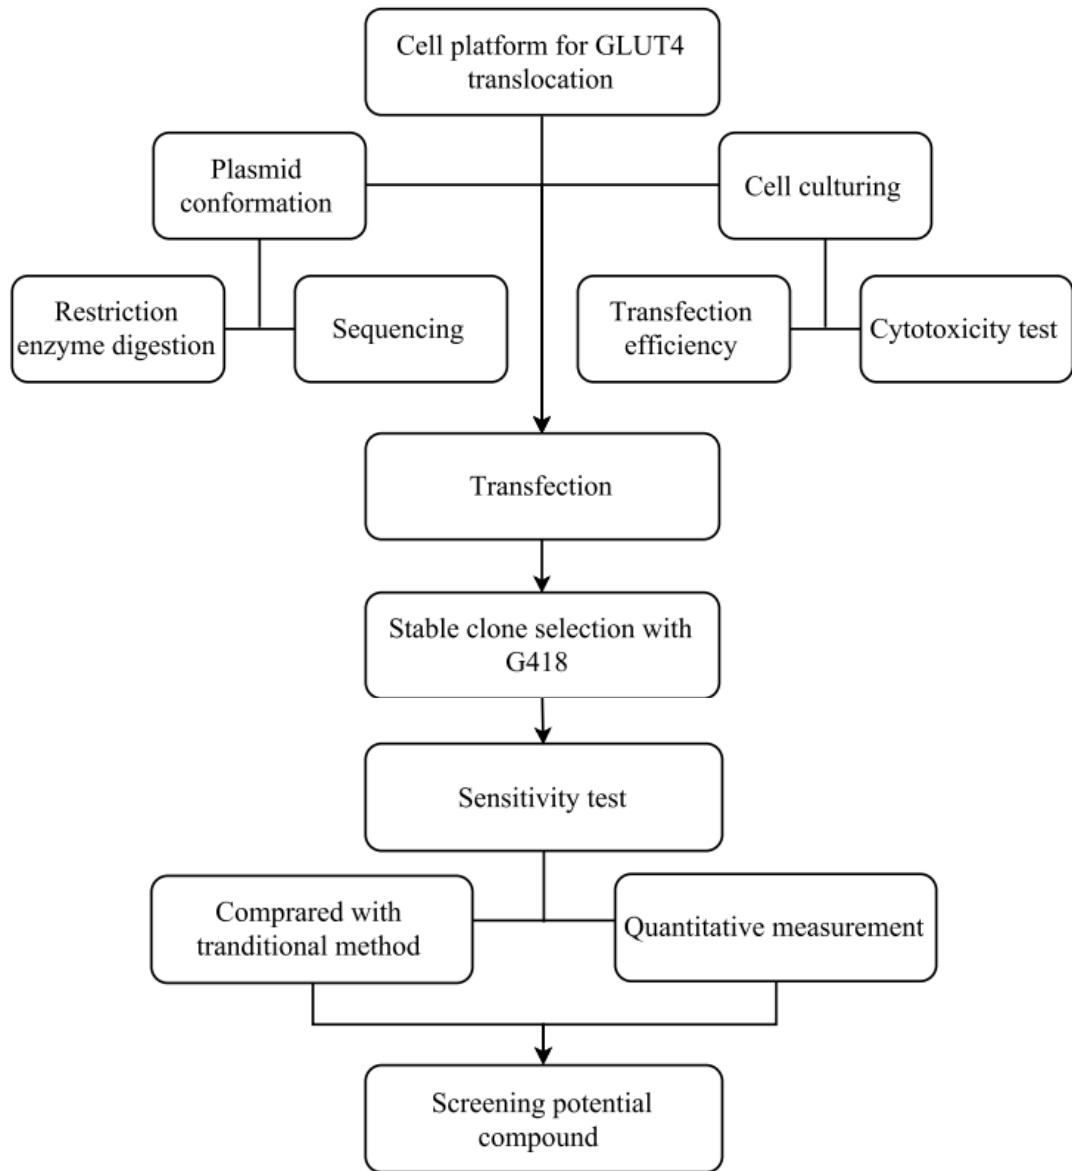 Cell platform for GLUT4
translocation
Plasmid
conformation
Cell culturing
Restriction
enzyme digestion
Sequencing
Transfection
efficiency
Cytotoxicity test
Transfection
Stable clone selection with
G418
Sensitivity test
Comprared with
tranditional method
Quantitative measurement
Screening potential
compound